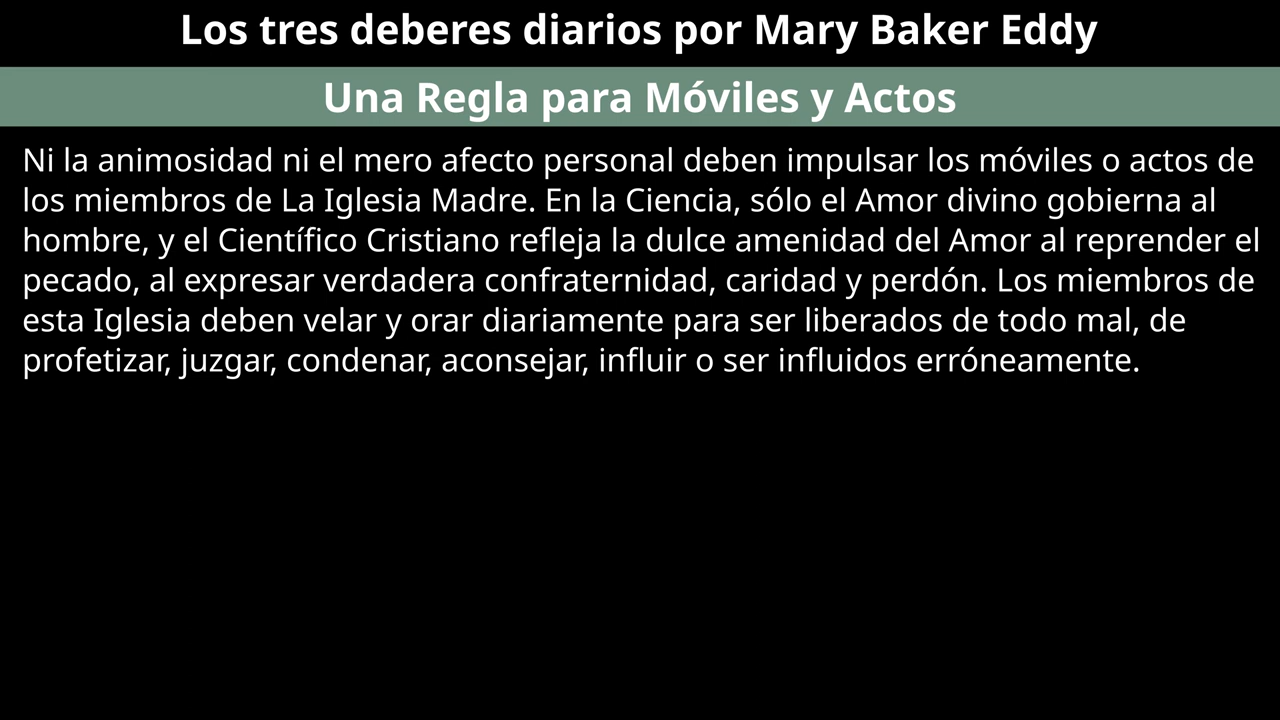 Los tres deberes diarios por Mary Baker Eddy
Una Regla para Móviles y Actos
Ni la animosidad ni el mero afecto personal deben impulsar los móviles o actos de
los miembros de La Iglesia Madre. En la Ciencia, sólo el Amor divino gobierna al
hombre, y el Científico Cristiano refleja la dulce amenidad del Amor al reprender el
pecado, al expresar verdadera confraternidad, caridad y perdón. Los miembros de
esta Iglesia deben velar y orar diariamente para ser liberados de todo mal, de
profetizar, juzgar, condenar, aconsejar, influir o ser influidos erróneamente.